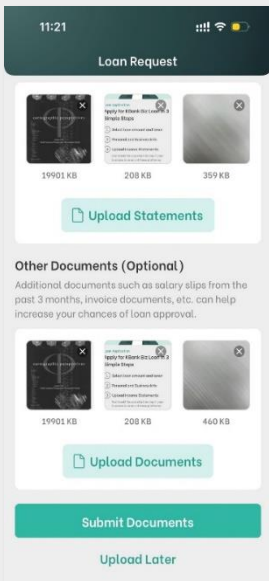 11:21
Loan Request
19901 KB
208 KB
359 KB
Upload Statements
Other Documents (Optional)
Additional documents such as salary slips from the
past 3 months, invoice documents, etc. can help
increase your chances of loan approval.
19901 KB
208 KB
460 KB
Upload Documents
Submit Documents
Upload Later